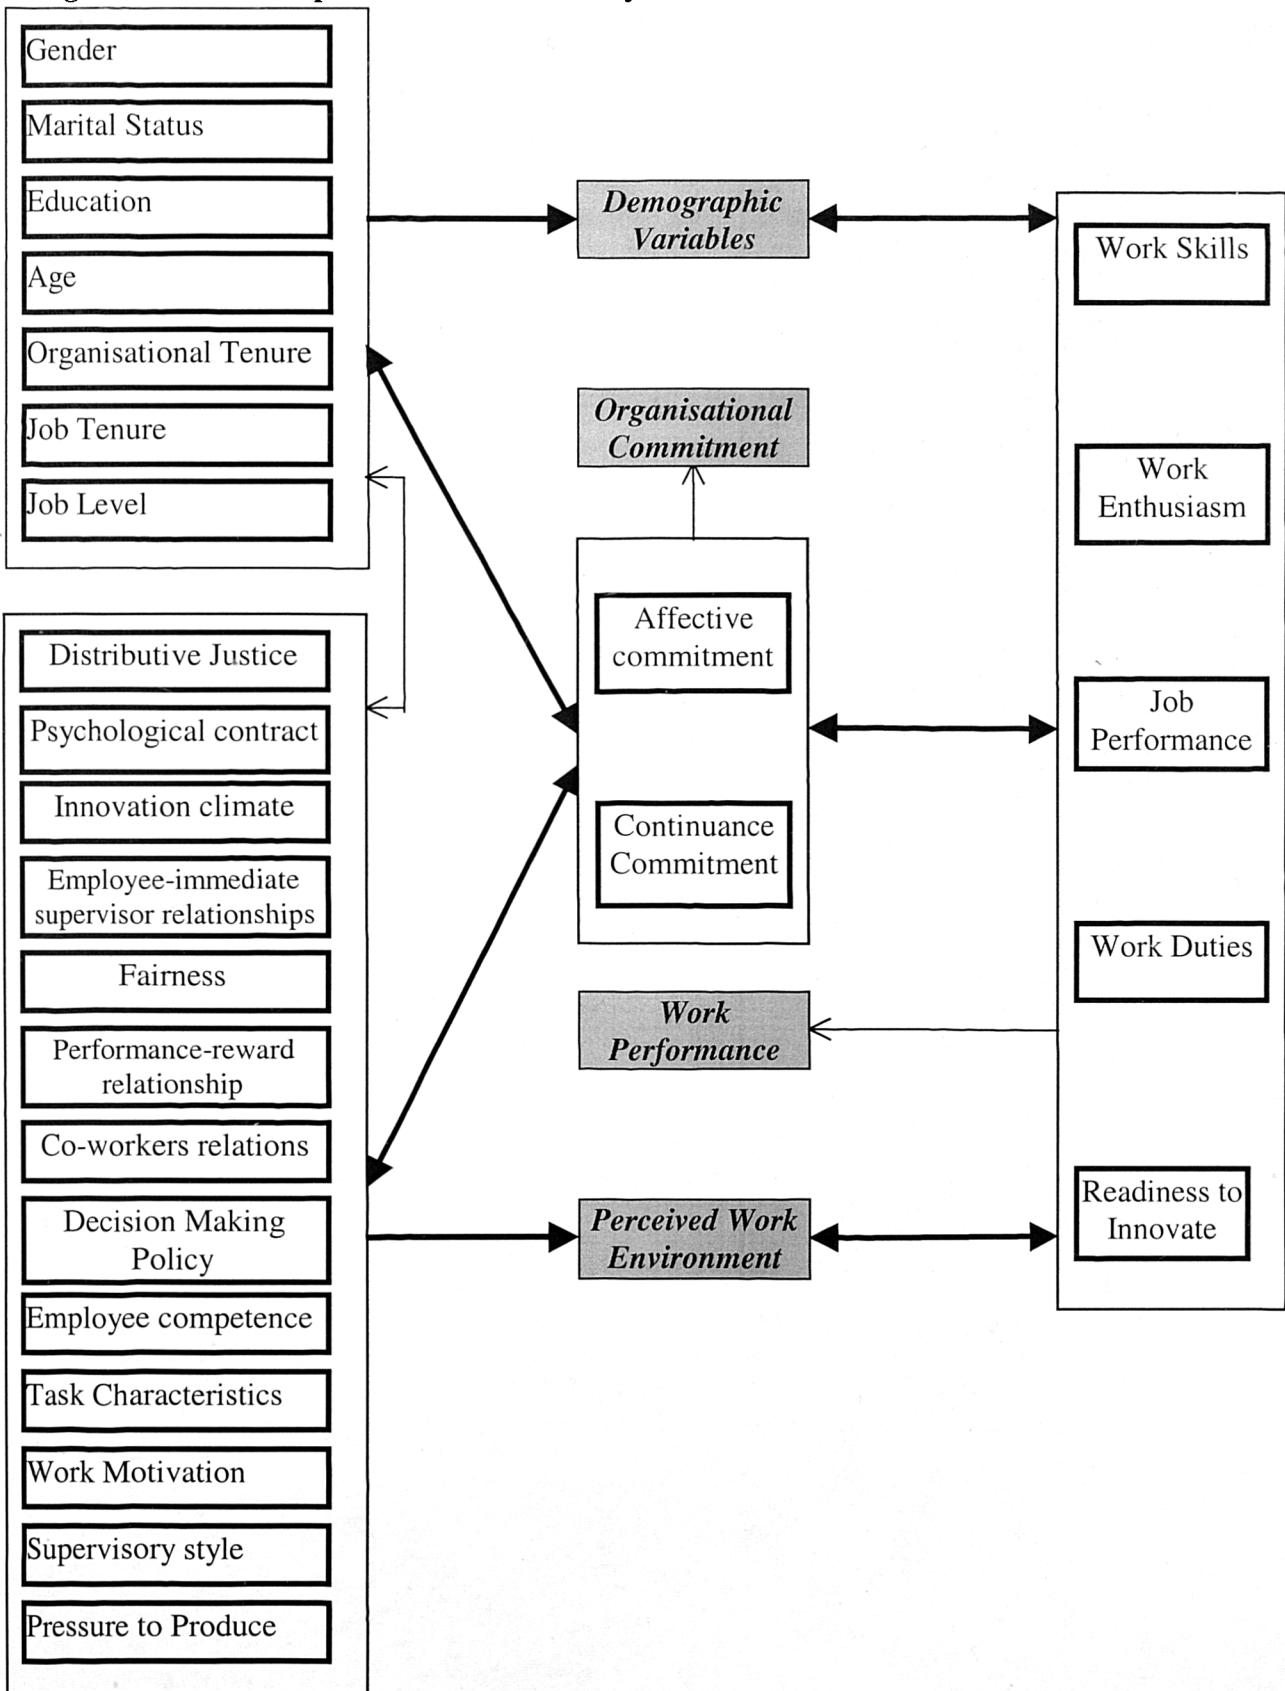 Gender
Marital Status
Education
Age
Organisational Tenure
Job Tenure
Job Level
Distributive Justice
Psychological contract
Innovation climate
Employee-immediate
supervisor relationships
Fairness
Performance-reward
relationship
Co-workers relations
Decision Making
Policy
Employee competence
Task Characteristics
Work Motivation
Supervisory style
Pressure to Produce
Demographic
Variables
Organisational
Commitment
Affective
commitment
Continuance
Commitment
Work
Performance
Perceived Work
Environment
Work Skills
Work
Enthusiasm
Job
Performance
Work Duties
Readiness to
Innovate